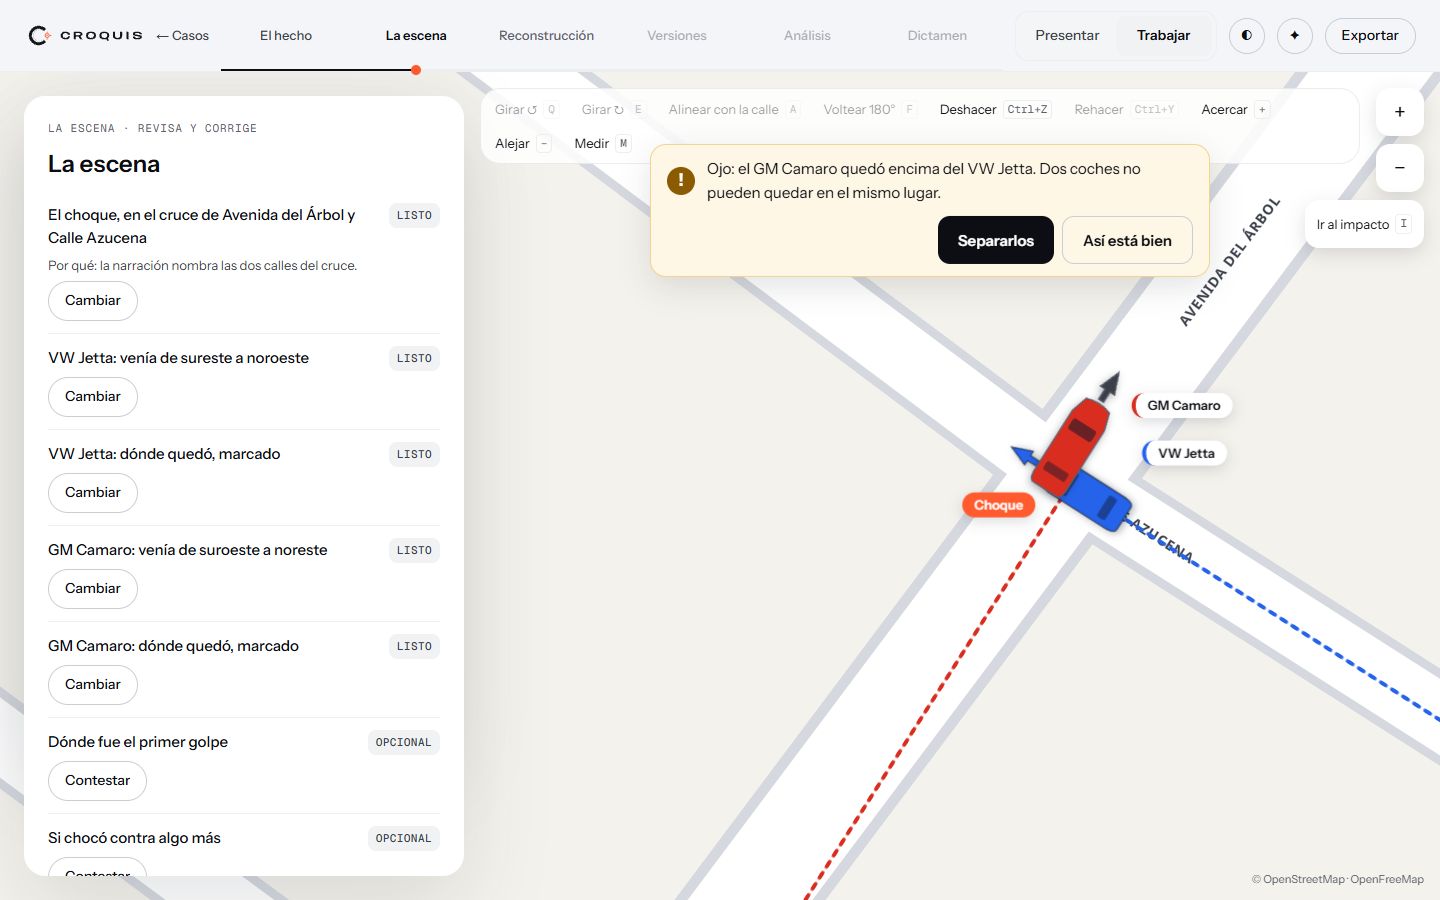 CROQUIS
← Casos
El hecho
La escena
Reconstrucción
Versiones
Análisis
Dictamen
Presentar
Trabajar
Exportar
LA ESCENA · REVISA Y CORRIGE
La escena
El choque, en el cruce de Avenida del Árbol y
Calle Azucena
LISTO
Por qué: la narración nombra las dos calles del cruce.
Cambiar
VW Jetta: venía de sureste a noroeste
LISTO
Cambiar
VW Jetta: dónde quedó, marcado
LISTO
Cambiar
GM Camaro: venía de suroeste a noreste
LISTO
Cambiar
GM Camaro: dónde quedó, marcado
LISTO
Cambiar
Dónde fue el primer golpe
OPCIONAL
Contestar
Si chocó contra algo más
OPCIONAL
Contestar
Girar ↺ Q
Girar ↻ E
Alinear con la calle A
Voltear 180° F
Deshacer Ctrl+Z
Rehacer Ctrl+Y
Acercar +
Alejar −
Medir M
!
Ojo: el GM Camaro quedó encima del VW Jetta. Dos coches no
pueden quedar en el mismo lugar.
Separarlos
Así está bien
+
−
Ir al impacto I
AVENIDA DEL ÁRBOL
GM Camaro
VW Jetta
Choque
AZUCENA
© OpenStreetMap · OpenFreeMap